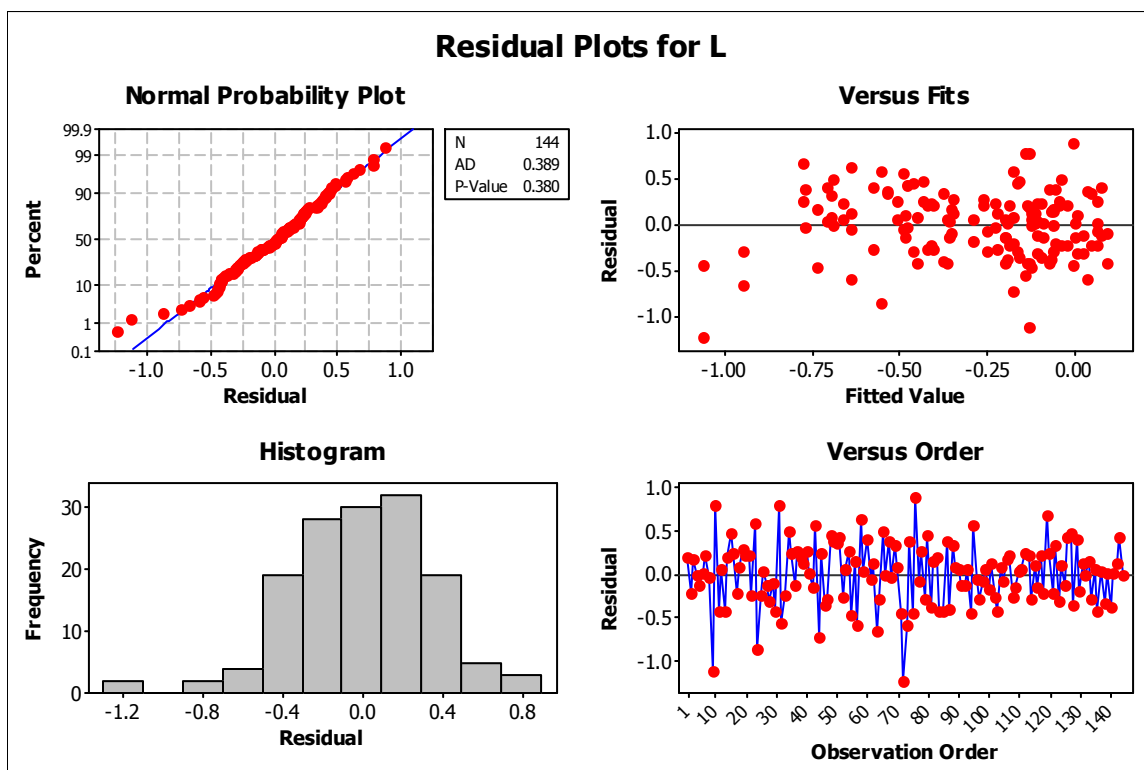 Residual Plots for L
Normal Probability Plot
99.9
99
90
50
10
1
0.1
Percent
-1.0 -0.5 0.0 0.5 1.0
Residual
N 144
AD 0.389
P-Value 0.380
Versus Fits
1.0
0.5
0.0
-0.5
-1.0
Residual
-1.00 -0.75 -0.50 -0.25 0.00
Fitted Value
Histogram
30
20
10
0
Frequency
-1.2 -0.8 -0.4 0.0 0.4 0.8
Residual
Versus Order
1.0
0.5
0.0
-0.5
-1.0
Residual
1 10 20 30 40 50 60 70 80 90 100 110 120 130 140
Observation Order